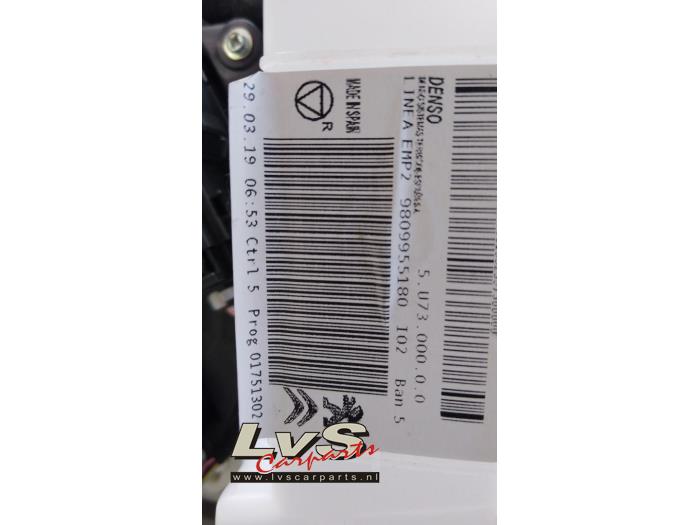 DENSO
LINEA EMP2 9809955180 I02 Ban 5
5.U73.000.0.0
MADE IN SPAIN
R
29.03.19 06:53 Ctrl 5 Prog 01751302
LvS
Carparts
www.lvscarparts.nl